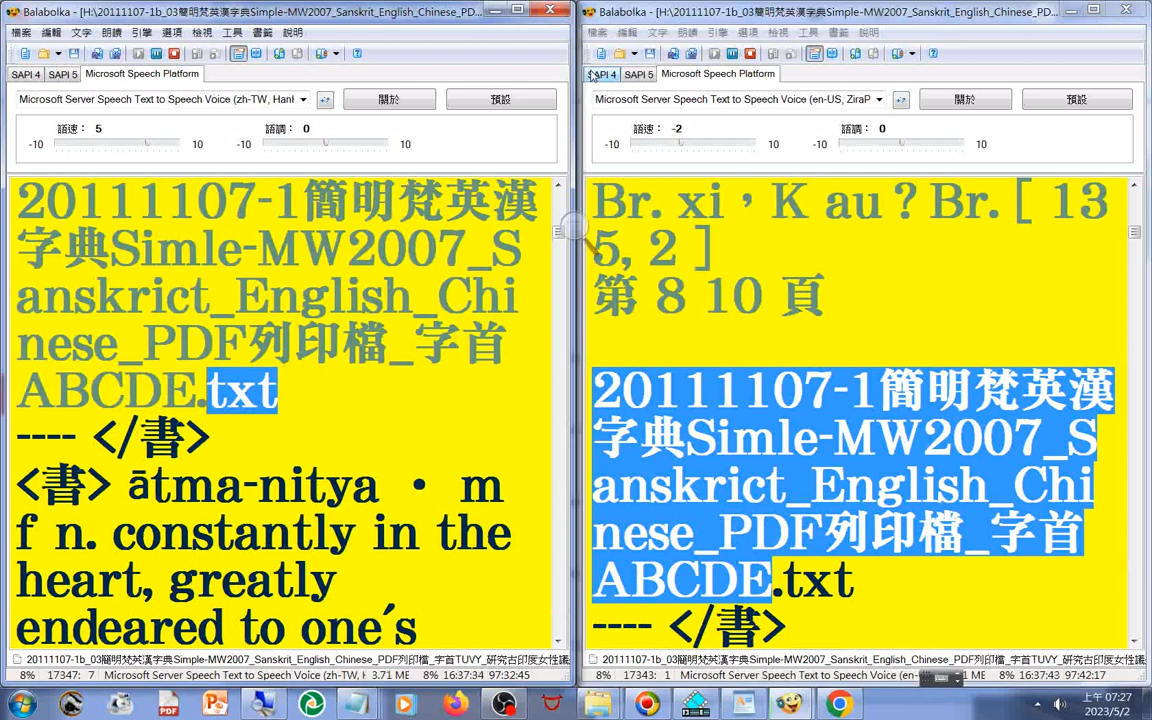 Balabolka - [H:\20111107-1b_03簡明梵英漢字典Simple-MW2007_Sanskrit_English_Chinese_PD...
檔案 編輯 文字 朗讀 引擎 選項 檢視 工具 書籤 說明
SAPI 4 SAPI 5 Microsoft Speech Platform
Microsoft Server Speech Text to Speech Voice (zh-TW, Hanl
關於 預設
語速： 5 語調： 0
-10 10 -10 10
20111107-1簡明梵英漢
字典Simle-MW2007_S
anskrict_English_Chi
nese_PDF列印檔_字首
ABCDE.txt
---- </書>
<書> ātma-nitya • m
f n. constantly in the
heart, greatly
endeared to one's
20111107-1b_03簡明梵英漢字典Simple-MW2007_Sanskrit_English_Chinese_PDF列印檔_字首TUVY_研究古印度女性議
8% 17347: 7 Microsoft Server Speech Text to Speech Voice (zh-TW, H 3.71 ME 8% 16:37:34 97:32:45
Balabolka - [H:\20111107-1b_03簡明梵英漢字典Simple-MW2007_Sanskrit_English_Chinese_PD...
檔案 編輯 文字 朗讀 引擎 選項 檢視 工具 書籤 說明
SAPI 4 SAPI 5 Microsoft Speech Platform
Microsoft Server Speech Text to Speech Voice (en-US, ZiraP
關於 預設
語速： -2 語調： 0
-10 10 -10 10
Br. xi，K au？Br. [ 13
5, 2 ]
第 8 10 頁
20111107-1簡明梵英漢
字典Simle-MW2007_S
anskrict_English_Chi
nese_PDF列印檔_字首
ABCDE.txt
---- </書>
20111107-1b_03簡明梵英漢字典Simple-MW2007_Sanskrit_English_Chinese_PDF列印檔_字首TUVY_研究古印度女性議
8% 17343: 1 Microsoft Server Speech Text to Speech Voice ME 8% 16:37:43 97:42:17
PDF
上午 07:27
2023/5/2